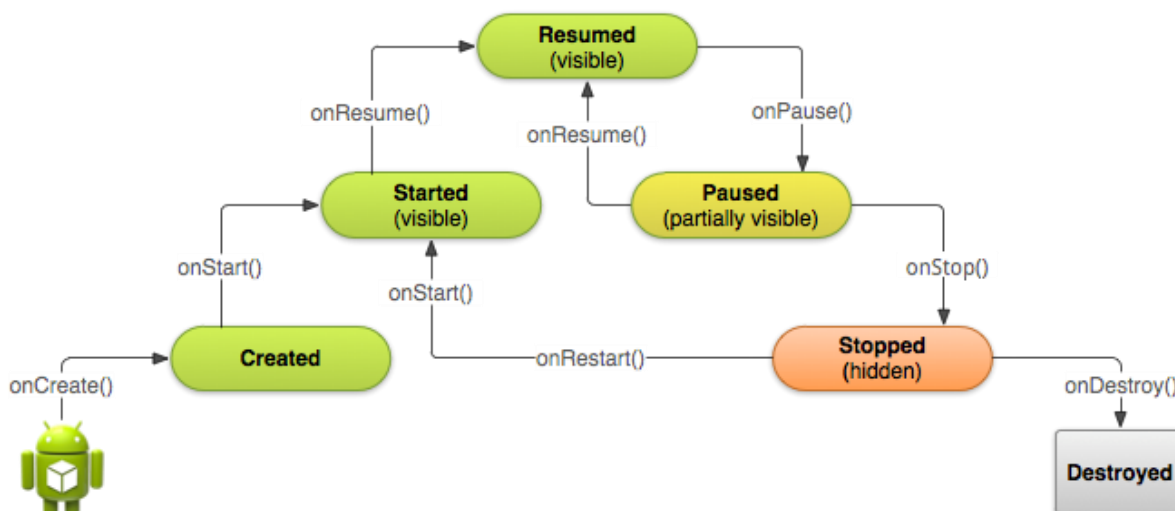 Resumed
(visible)
onResume()
onResume()
onPause()
Started
(visible)
Paused
(partially visible)
onStart()
onStart()
onStop()
Created
onRestart()
Stopped
(hidden)
onCreate()
onDestroy()
Destroyed